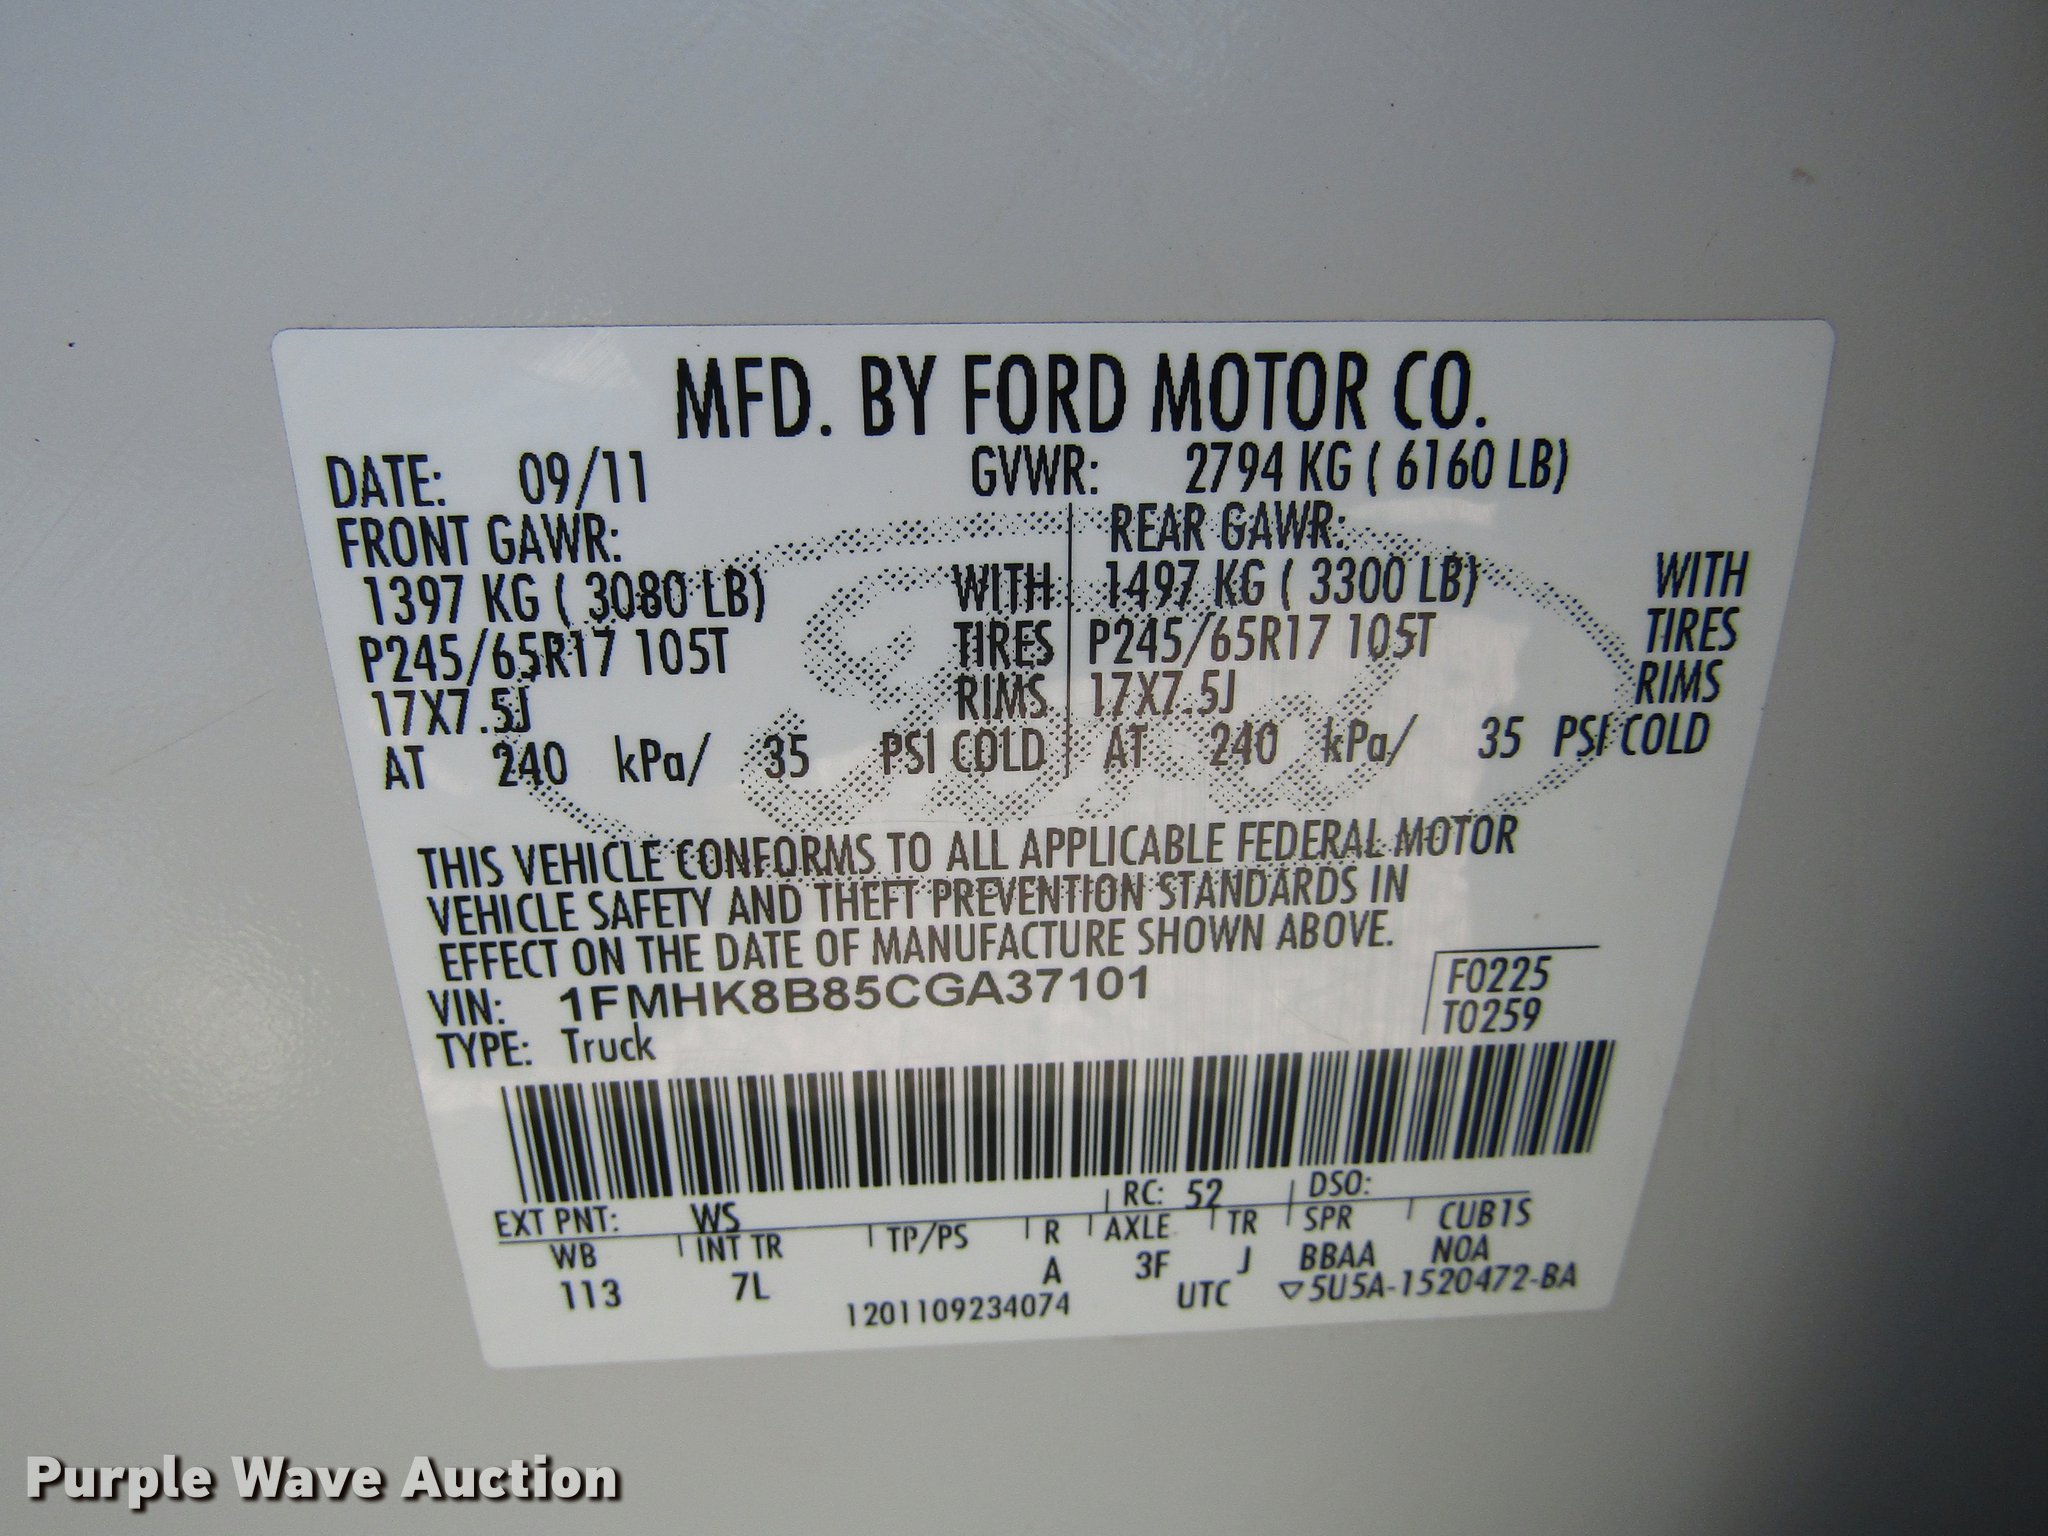 MFD. BY FORD MOTOR CO.
DATE: 09/11 GVWR: 2794 KG ( 6160 LB)
FRONT GAWR: REAR GAWR:
1397 KG ( 3080 LB) WITH 1497 KG ( 3300 LB) WITH
P245/65R17 105T TIRES P245/65R17 105T TIRES
17X7.5J RIMS 17X7.5J RIMS
AT 240 kPa/ 35 PSI COLD AT 240 kPa/ 35 PSI COLD
THIS VEHICLE CONFORMS TO ALL APPLICABLE FEDERAL MOTOR
VEHICLE SAFETY AND THEFT PREVENTION STANDARDS IN
EFFECT ON THE DATE OF MANUFACTURE SHOWN ABOVE.
VIN: 1FMHK8B85CGA37101 F0225
TYPE: Truck T0259
EXT PNT: WS RC: 52 DSO:
WB INT TR TP/PS R AXLE TR SPR CUB1S
113 7L A 3F J BBAA NOA
1201109234074 UTC ▽5U5A-1520472-BA
Ford
Purple Wave Auction